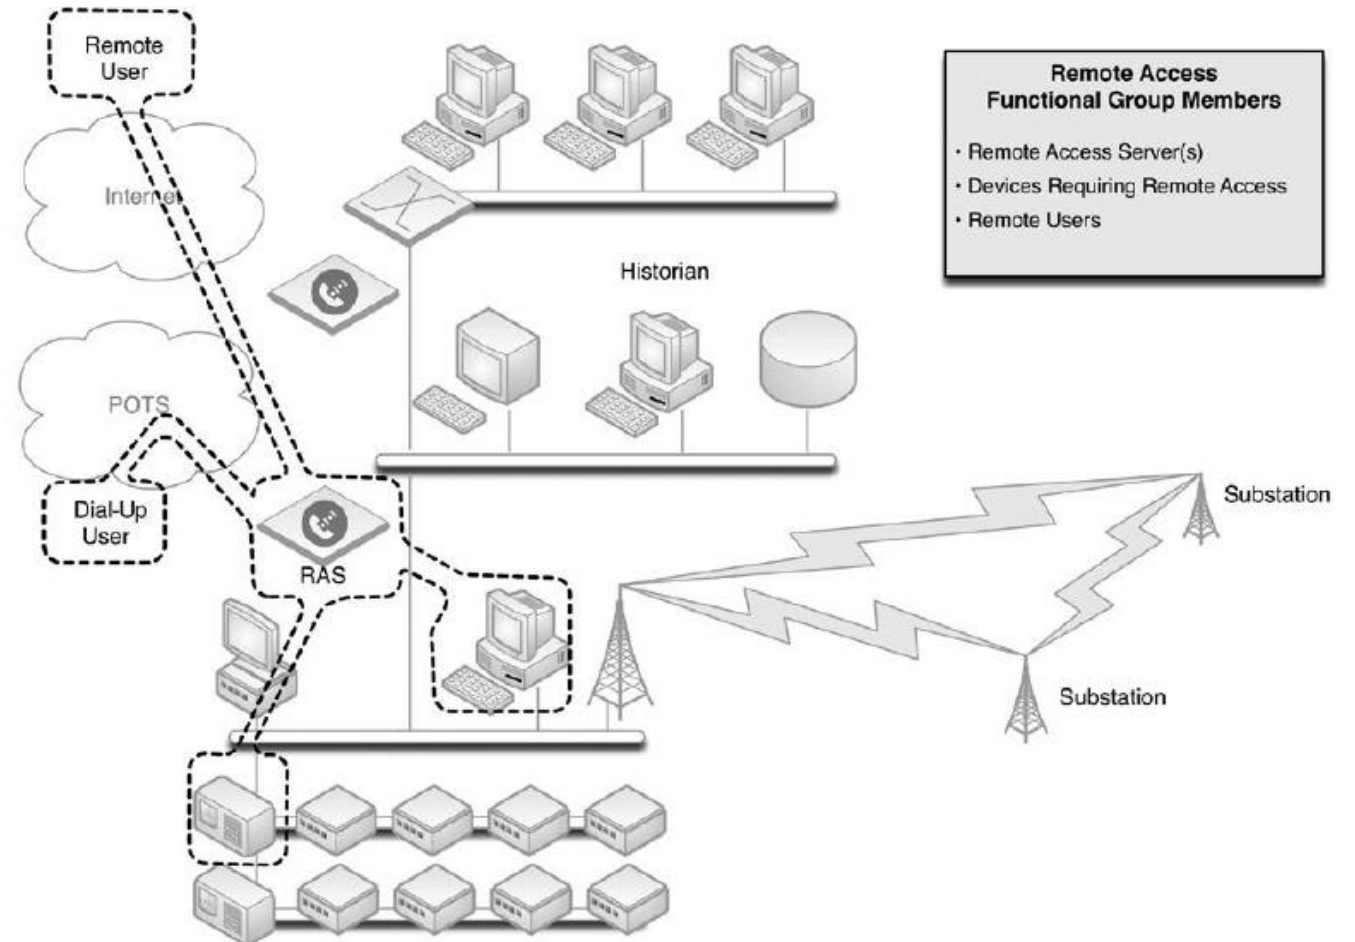 Remote
User
Internet
POTS
Dial-Up
User
RAS
Historian
Remote Access
Functional Group Members
· Remote Access Server(s)
· Devices Requiring Remote Access
· Remote Users
Substation
Substation